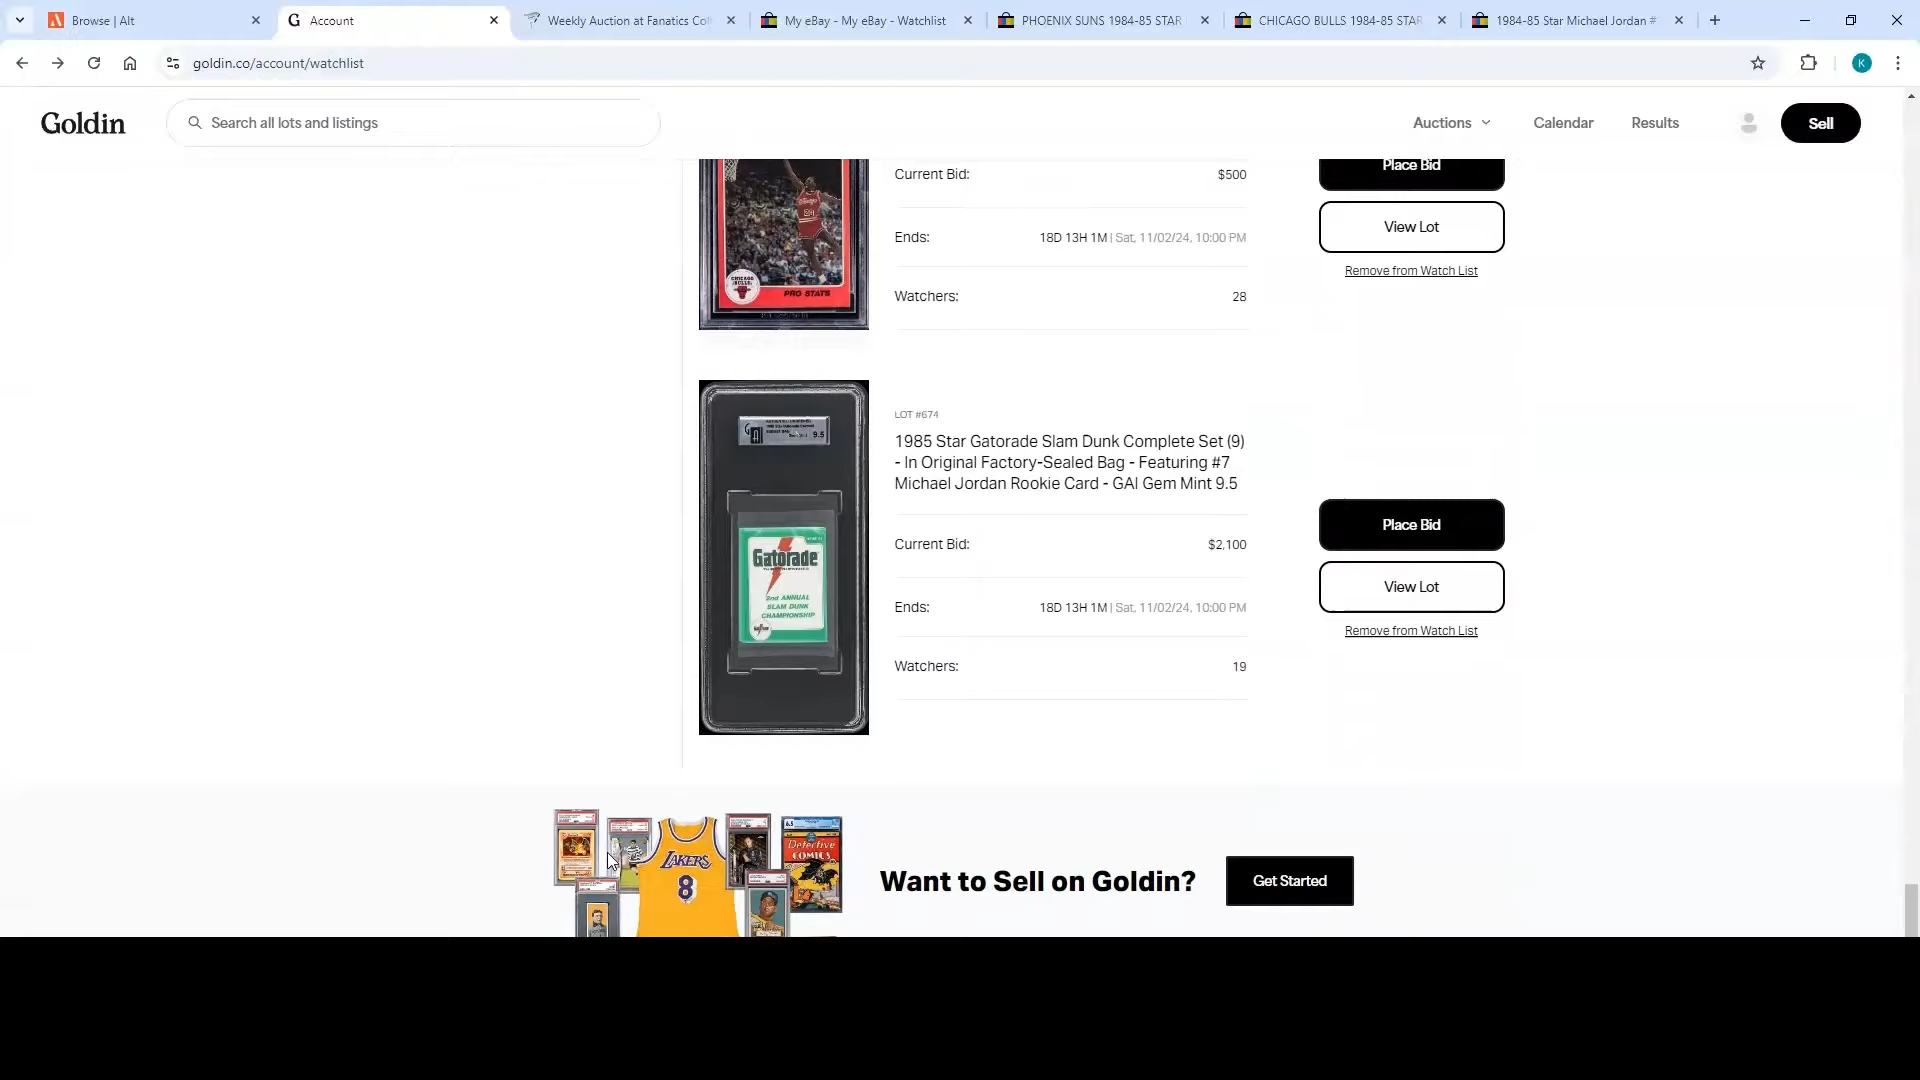 Browse | Alt
Account
Weekly Auction at Fanatics Col
My eBay - My eBay - Watchlist
PHOENIX SUNS 1984-85 STAR
CHICAGO BULLS 1984-85 STAR
1984-85 Star Michael Jordan #
goldin.co/account/watchlist
K
Goldin
Search all lots and listings
Auctions
Calendar
Results
Sell
CHICAGO BULLS
PRO STATS
Current Bid:
$500
Ends:
18D 13H 1M | Sat, 11/02/24, 10:00 PM
Watchers:
28
Place Bid
View Lot
Remove from Watch List
9.5
Gatorade
2nd ANNUAL
SLAM DUNK
CHAMPIONSHIP
LOT #674
1985 Star Gatorade Slam Dunk Complete Set (9)
- In Original Factory-Sealed Bag - Featuring #7
Michael Jordan Rookie Card - GAI Gem Mint 9.5
Current Bid:
$2,100
Ends:
18D 13H 1M | Sat, 11/02/24, 10:00 PM
Watchers:
19
Place Bid
View Lot
Remove from Watch List
LAKERS
8
6.5
Detective
COMICS
Want to Sell on Goldin?
Get Started